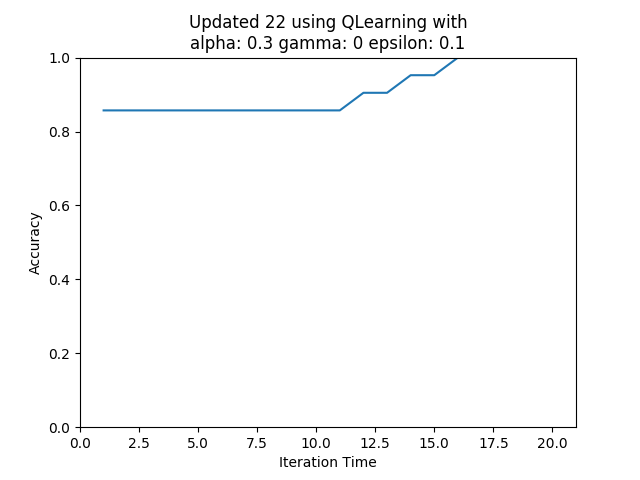 Updated 22 using QLearning with
alpha: 0.3 gamma: 0 epsilon: 0.1
1.0
0.8
0.6
0.4
0.2
0.0
Accuracy
0.0 2.5 5.0 7.5 10.0 12.5 15.0 17.5 20.0
Iteration Time